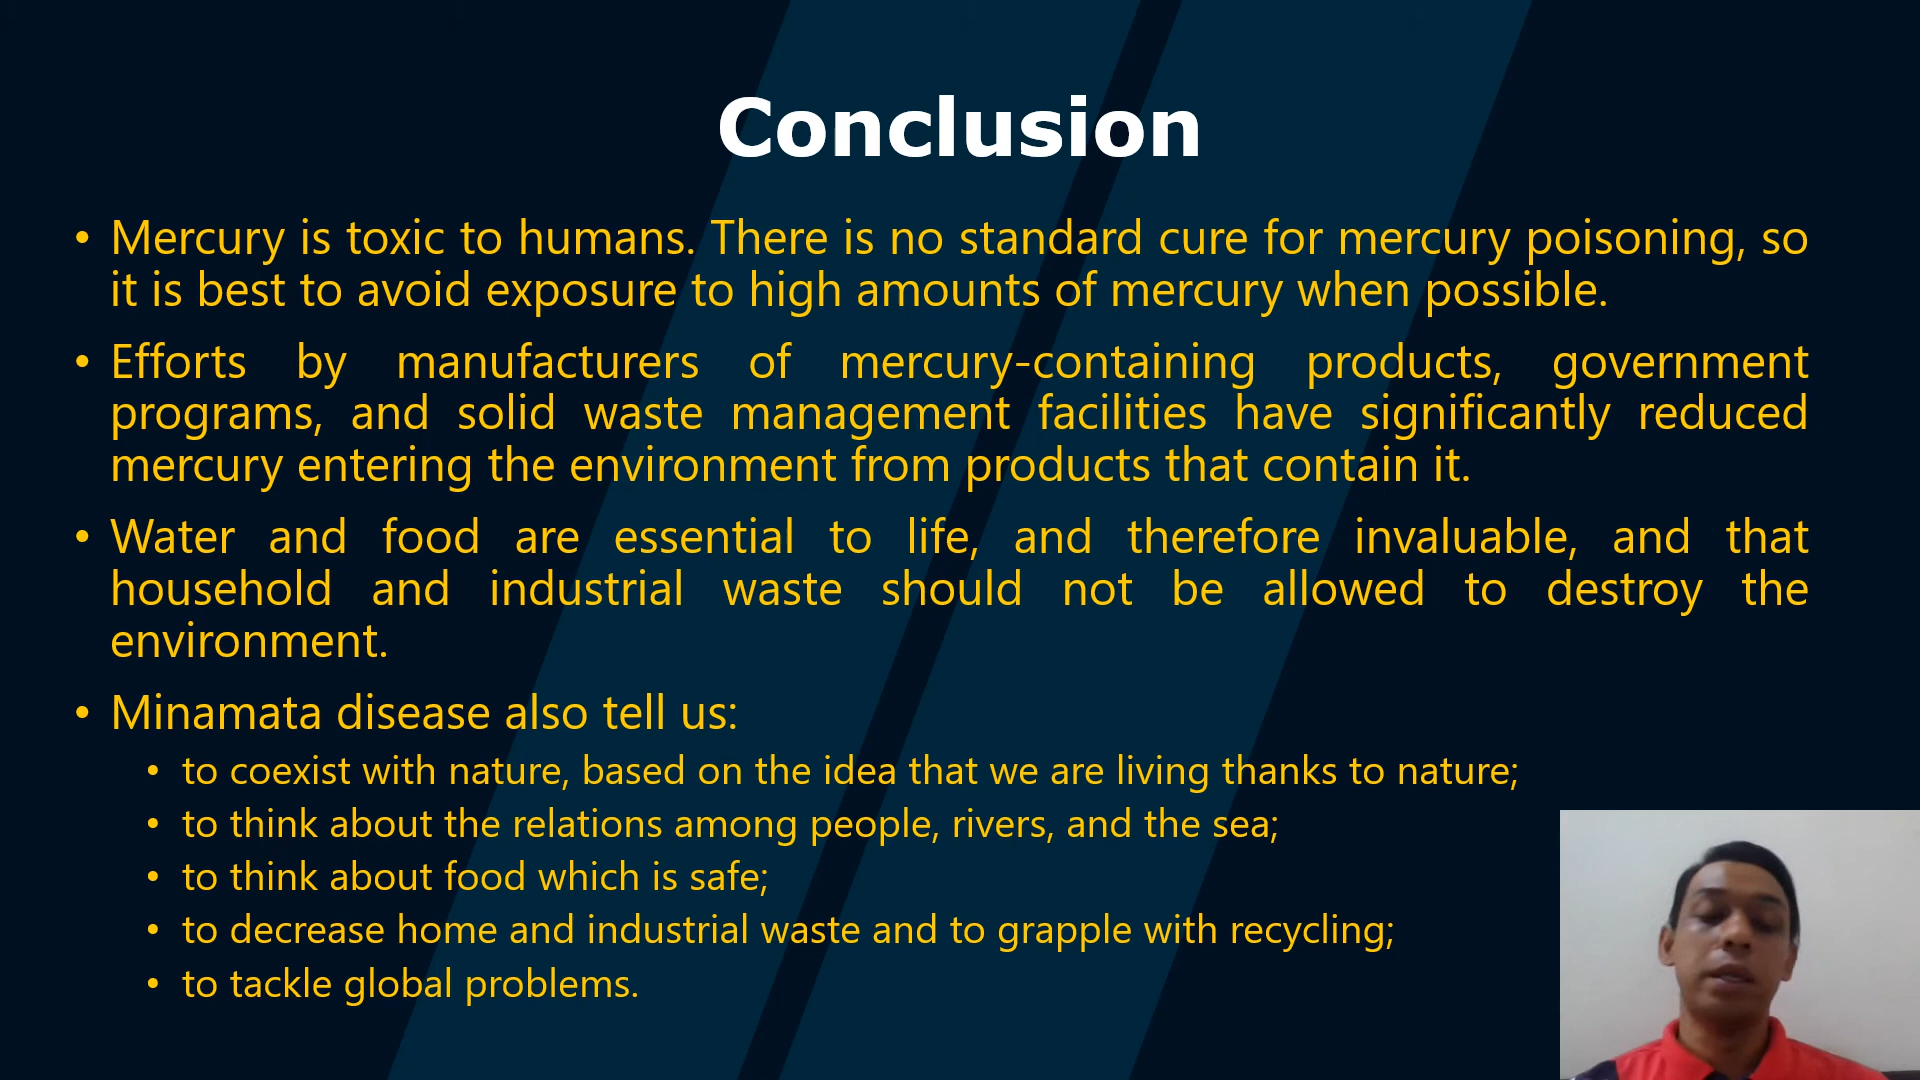 Conclusion
• Mercury is toxic to humans. There is no standard cure for mercury poisoning, so
it is best to avoid exposure to high amounts of mercury when possible.
• Efforts by manufacturers of mercury-containing products, government
programs, and solid waste management facilities have significantly reduced
mercury entering the environment from products that contain it.
• Water and food are essential to life, and therefore invaluable, and that
household and industrial waste should not be allowed to destroy the
environment.
• Minamata disease also tell us:
• to coexist with nature, based on the idea that we are living thanks to nature;
• to think about the relations among people, rivers, and the sea;
• to think about food which is safe;
• to decrease home and industrial waste and to grapple with recycling;
• to tackle global problems.